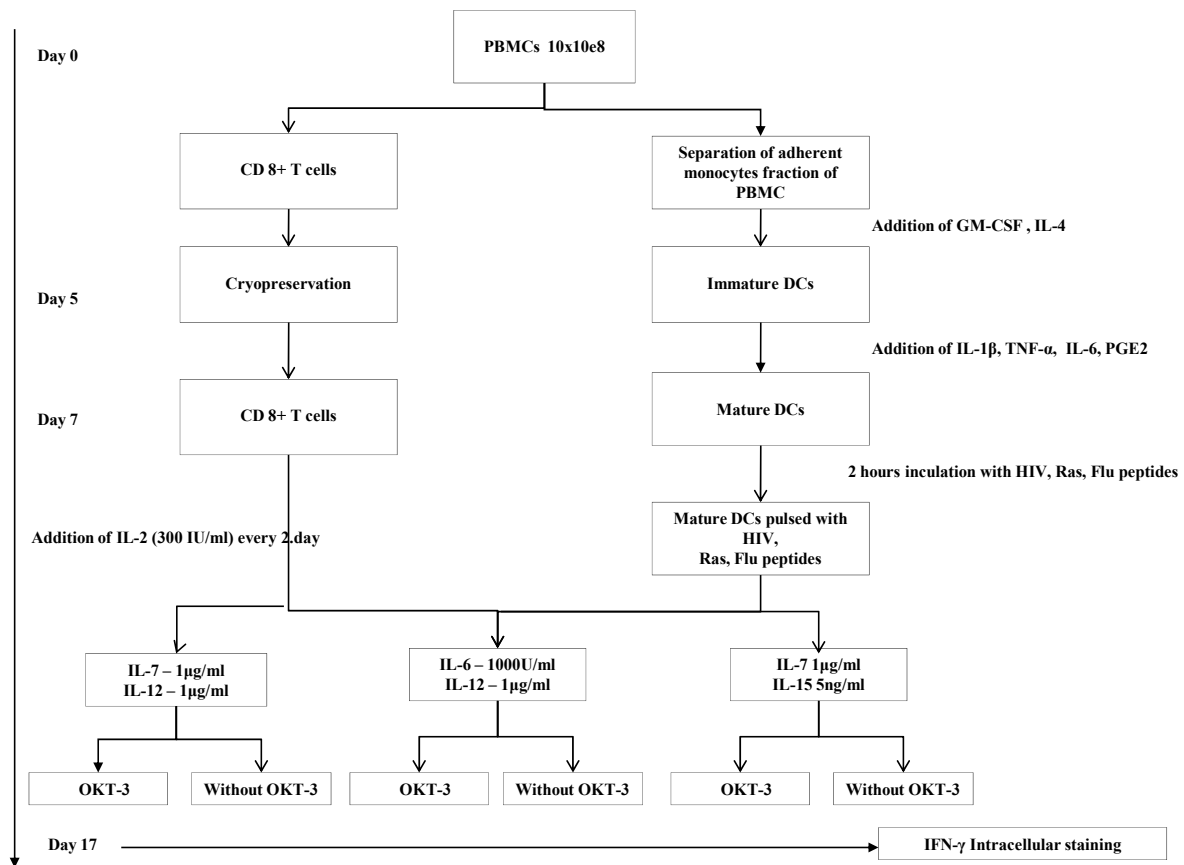 PBMCs 10x10e8
Day 0
CD 8+ T cells
Separation of adherent
monocytes fraction of
PBMC
Addition of GM-CSF , IL-4
Day 5
Cryopreservation
Immature DCs
Addition of IL-1β, TNF-α, IL-6, PGE2
Day 7
CD 8+ T cells
Mature DCs
2 hours inculation with HIV, Ras, Flu peptides
Addition of IL-2 (300 IU/ml) every 2.day
Mature DCs pulsed with
HIV,
Ras, Flu peptides
IL-7 – 1μg/ml
IL-12 – 1μg/ml
IL-6 – 1000U/ml
IL-12 – 1μg/ml
IL-7 1μg/ml
IL-15 5ng/ml
OKT-3
Without OKT-3
OKT-3
Without OKT-3
OKT-3
Without OKT-3
Day 17
IFN-γ Intracellular staining